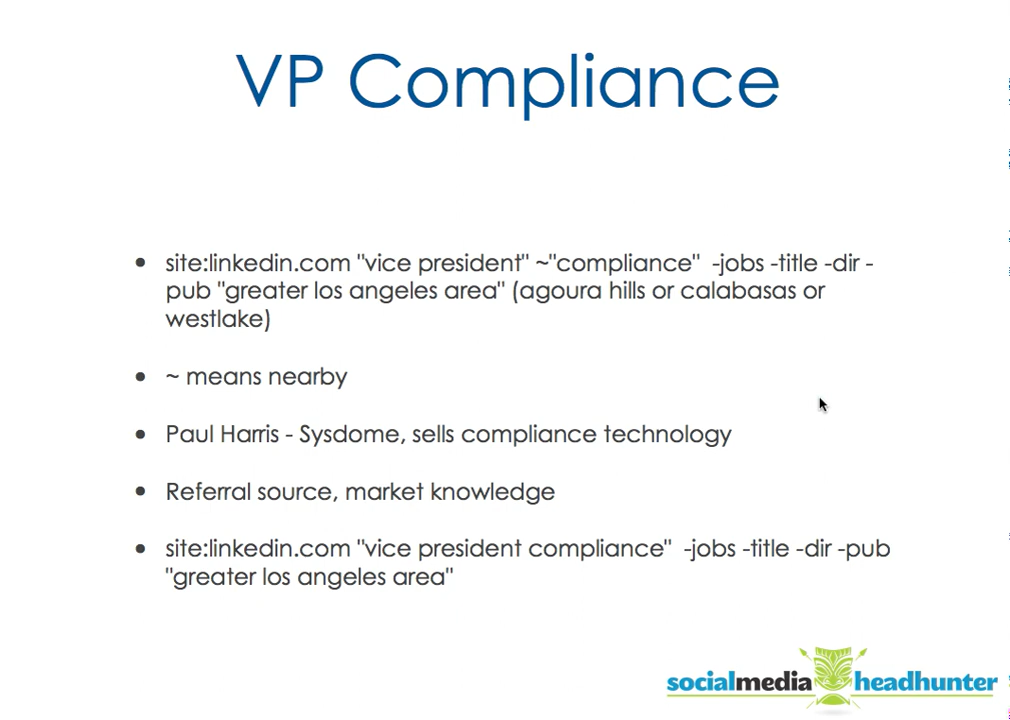 VP Compliance
• site:linkedin.com "vice president" ~"compliance"  -jobs -title -dir -
pub "greater los angeles area" (agoura hills or calabasas or
westlake)
• ~ means nearby
• Paul Harris - Sysdome, sells compliance technology
• Referral source, market knowledge
• site:linkedin.com "vice president compliance"  -jobs -title -dir -pub
"greater los angeles area"
socialmedia headhunter